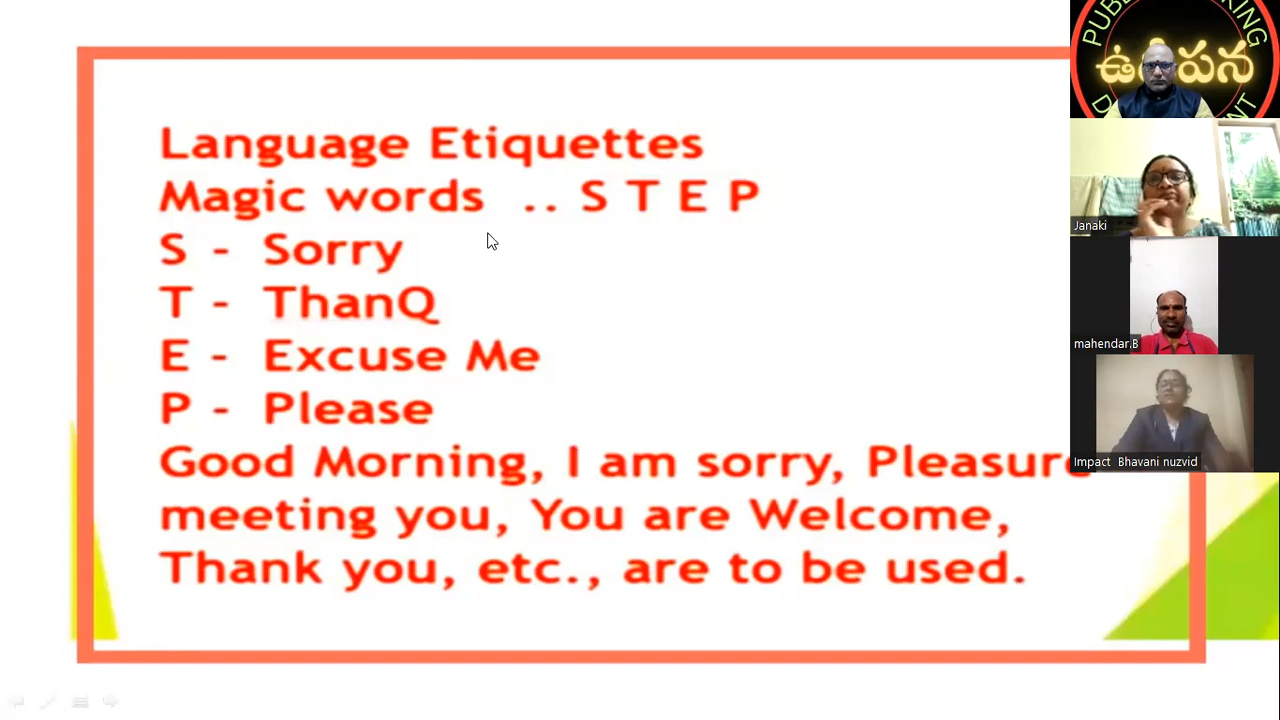 Language Etiquettes
Magic words .. S T E P
S - Sorry
T - ThanQ
E - Excuse Me
P - Please
Good Morning, I am sorry, Pleasure
meeting you, You are Welcome,
Thank you, etc., are to be used.
Janaki
mahendar.B
Impact Bhavani nuzvid